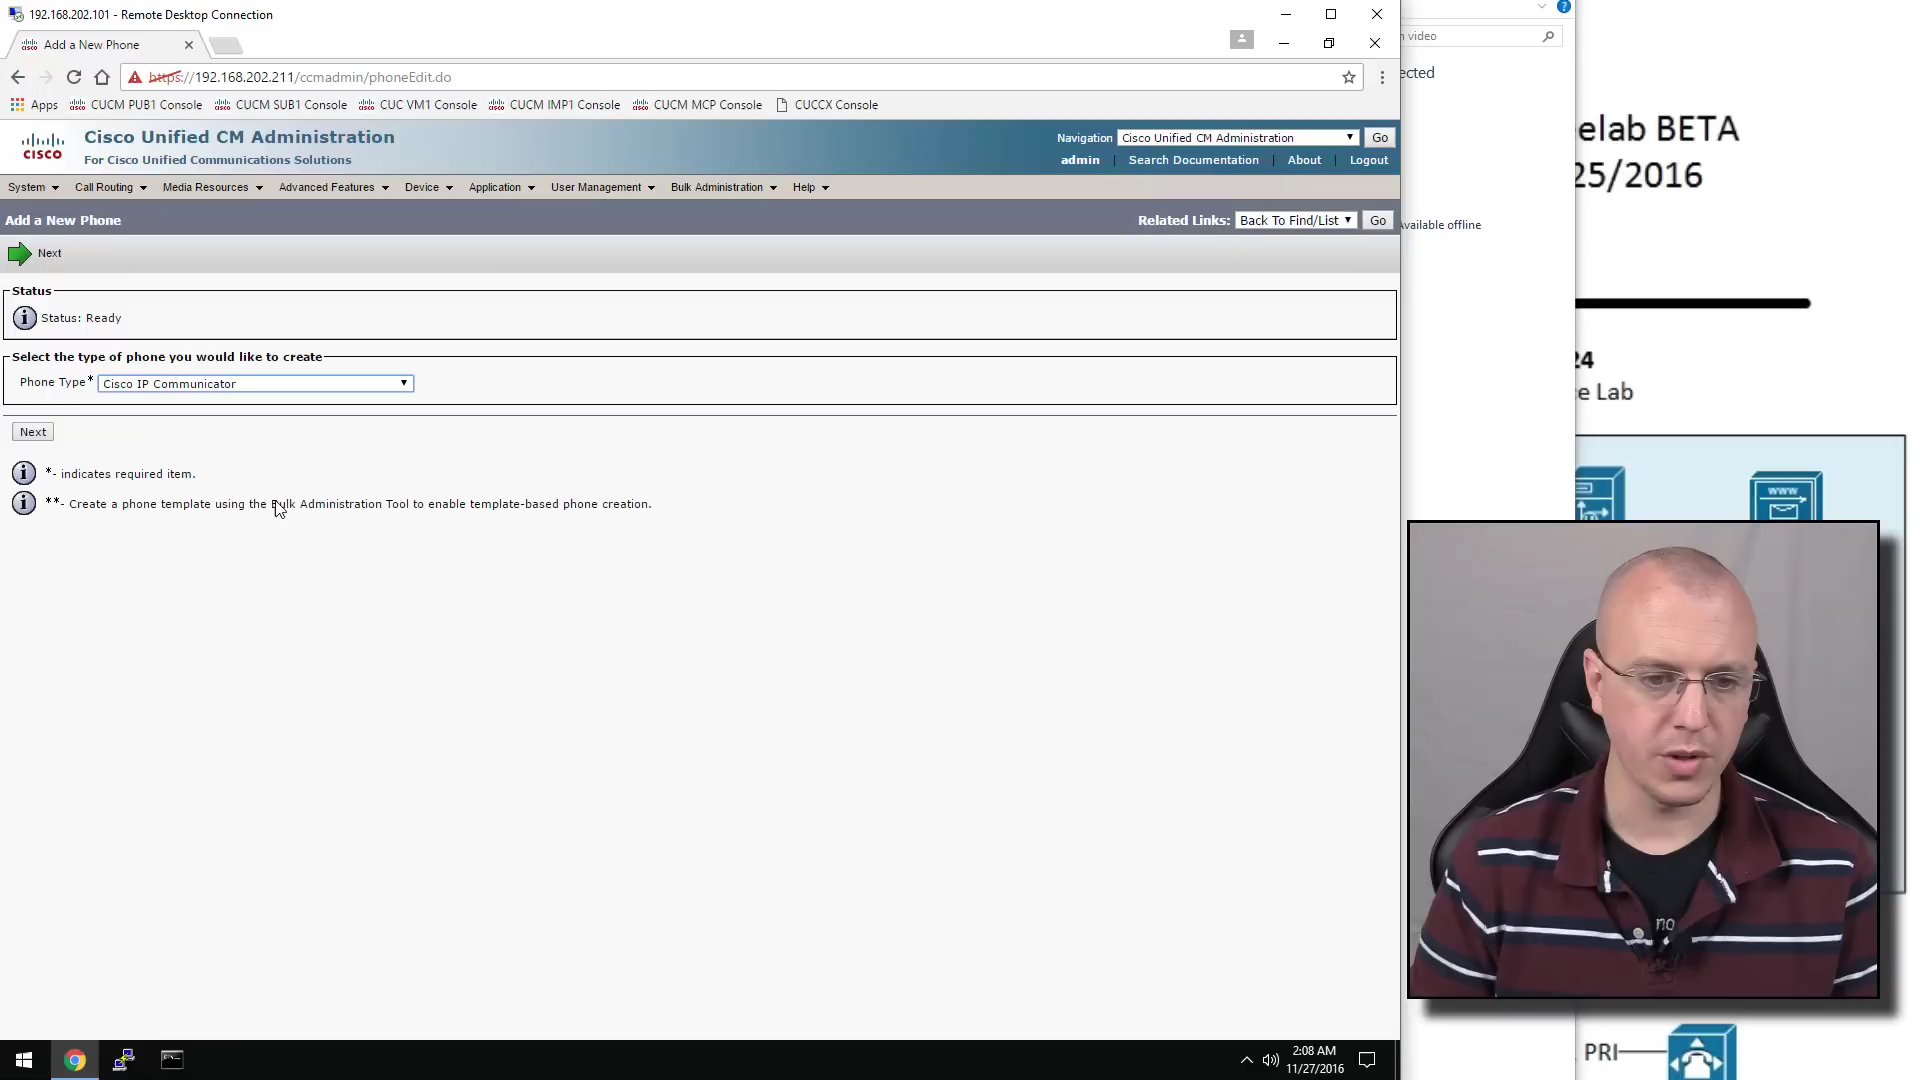 192.168.202.101 - Remote Desktop Connection
Add a New Phone
https://192.168.202.211/ccmadmin/phoneEdit.do
Apps CUCM PUB1 Console CUCM SUB1 Console CUC VM1 Console CUCM IMP1 Console CUCM MCP Console CUCCX Console
CISCO
Cisco Unified CM Administration
For Cisco Unified Communications Solutions
Navigation Cisco Unified CM Administration Go
admin | Search Documentation | About | Logout
System Call Routing Media Resources Advanced Features Device Application User Management Bulk Administration Help
Add a New Phone
Related Links: Back To Find/List Go
Next
Status
Status: Ready
Select the type of phone you would like to create
Phone Type* Cisco IP Communicator
Next
*- indicates required item.
**- Create a phone template using the Bulk Administration Tool to enable template-based phone creation.
2:08 AM
11/27/2016
video
ected
Available offline
elab BETA
25/2016
24
e Lab
WWW
no
PRI